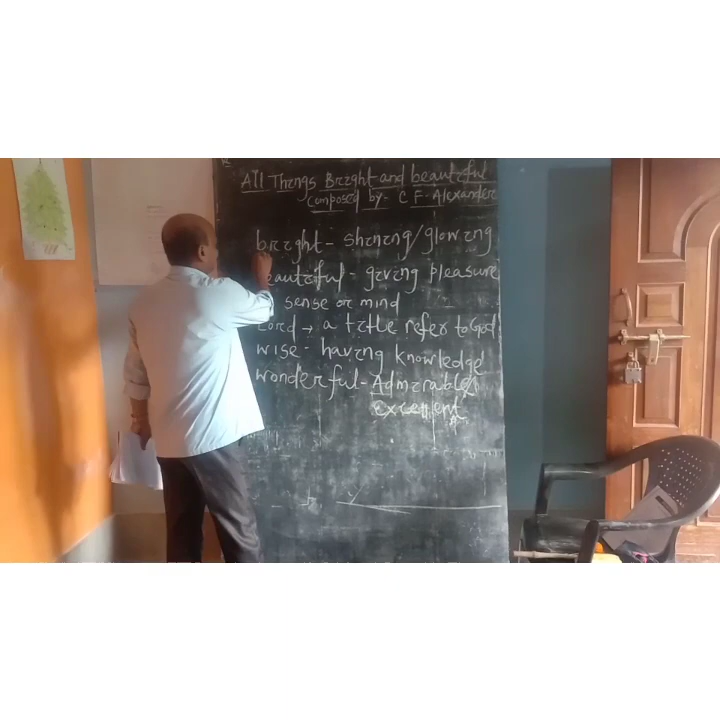 All Things Bright and beautiful
composed by- C F- Alexander
bright - shining/glowing
eautiful - giving pleasure
sense or mind
Lord → a title refer to God
wise - having knowledge
wonderful - Admirable/
Excellent